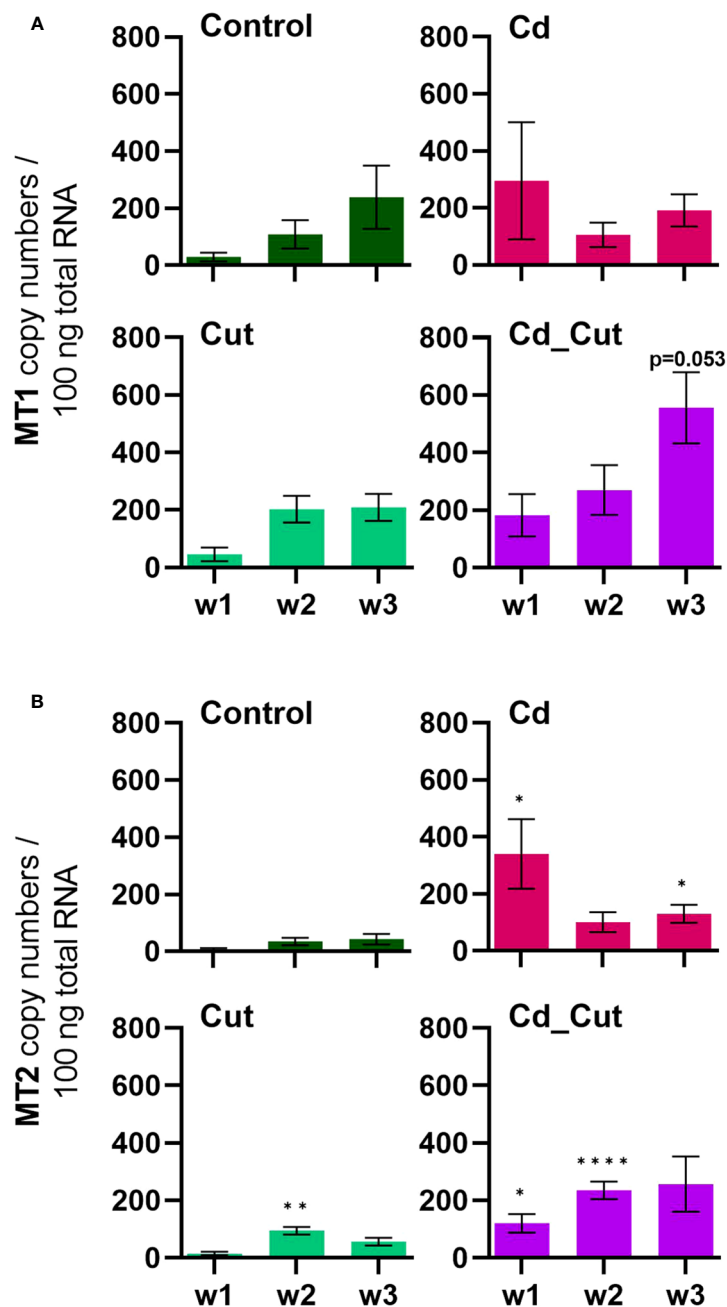 A
MT1 copy numbers /
100 ng total RNA
Control
800
600
400
200
0
Cd
800
600
400
200
0
Cut
800
600
400
200
0
w1 w2 w3
Cd_Cut
p=0.053
800
600
400
200
0
w1 w2 w3
B
MT2 copy numbers /
100 ng total RNA
Control
800
600
400
200
0
Cd
800
600
400
200
0
*
*
Cut
800
600
400
200
0
**
w1 w2 w3
Cd_Cut
800
600
400
200
0
*
****
w1 w2 w3